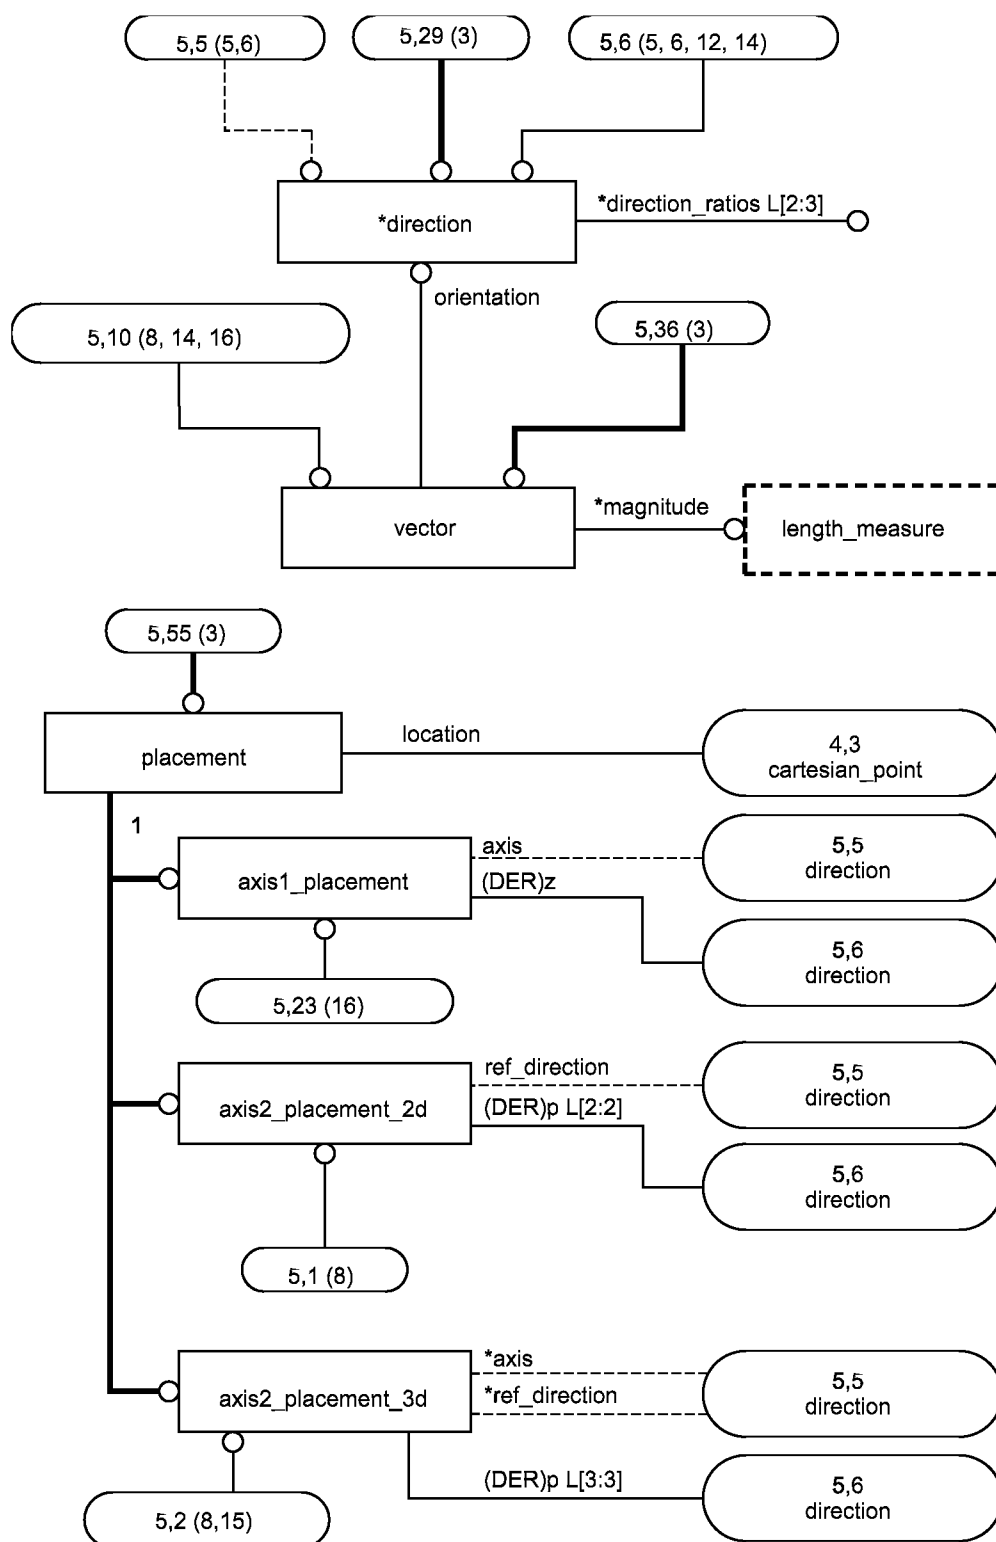 5,5 (5,6)
5,29 (3)
5,6 (5, 6, 12, 14)
*direction
*direction_ratios L[2:3]
orientation
5,10 (8, 14, 16)
5,36 (3)
vector
*magnitude
length_measure
5,55 (3)
placement
location
4,3
cartesian_point
1
axis1_placement
axis
(DER)z
5,5
direction
5,6
direction
5,23 (16)
axis2_placement_2d
ref_direction
(DER)p L[2:2]
5,5
direction
5,6
direction
5,1 (8)
axis2_placement_3d
*axis
*ref_direction
5,5
direction
(DER)p L[3:3]
5,6
direction
5,2 (8,15)